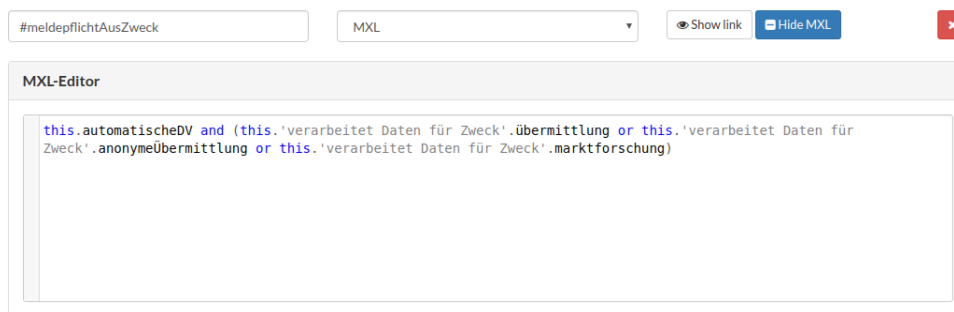 #meldepflichtAusZweck MXL Show link Hide MXL
MXL-Editor
this.automatischeDV and (this.'verarbeitet Daten für Zweck'.übermittlung or this.'verarbeitet Daten für
Zweck'.anonymeÜbermittlung or this.'verarbeitet Daten für Zweck'.marktforschung)